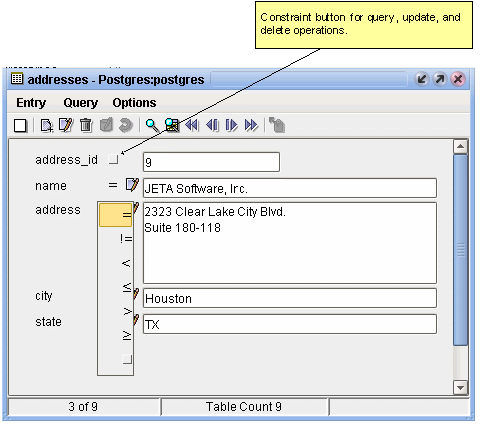 Constraint button for query, update, and
delete operations.
addresses - Postgres:postgres
Entry Query Options
address_id 9
name = JETA Software, Irc.
address 2323 Clear Lake City Blvd.
Suite 180-118
=
!=
<
≤
>
≥
city Houston
state TX
3 of 9 Table Count 9